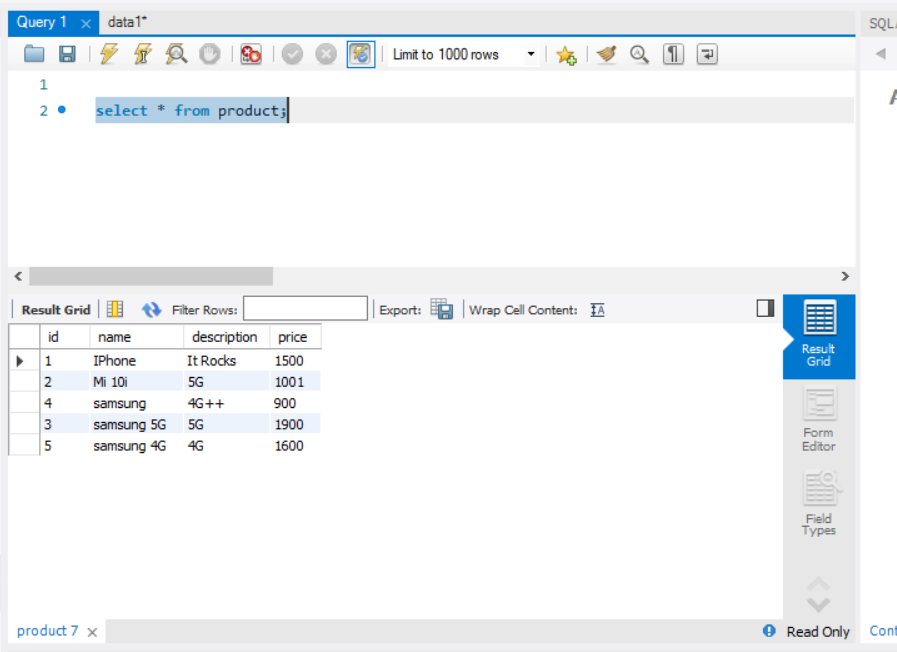 Query 1 × data1* SQL
Limit to 1000 rows
1
2 select * from product;
Result Grid Filter Rows: Export: Wrap Cell Content:
id name description price
1 IPhone It Rocks 1500
2 Mi 10i 5G 1001
4 samsung 4G++ 900
3 samsung 5G 5G 1900
5 samsung 4G 4G 1600
Result
Grid
Form
Editor
Field
Types
product 7 × Read Only Cont